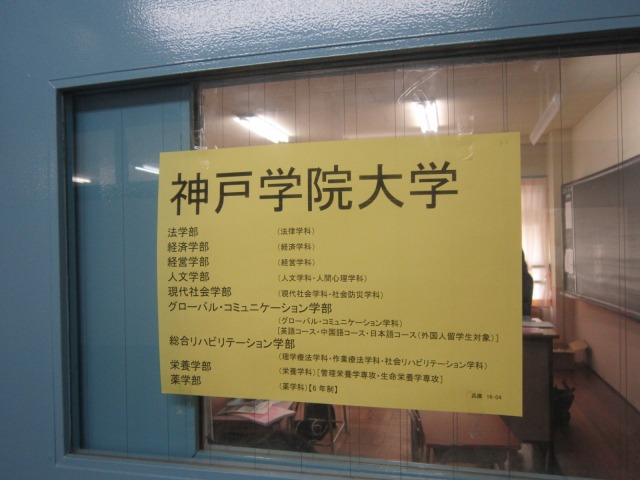 神戸学院大学
法学部 (法律学科)
経済学部 (経済学科)
経営学部 (経営学科)
人文学部 (人文学科・人間心理学科)
現代社会学部 (現代社会学科・社会防災学科)
グローバル・コミュニケーション学部
(グローバル・コミュニケーション学科)
[英語コース・中国語コース・日本語コース(外国人留学生対象)]
総合リハビリテーション学部
(理学療法学科・作業療法学科・社会リハビリテーション学科)
栄養学部 (栄養学科)[管理栄養学専攻・生命栄養学専攻]
薬学部 (薬学科)【6年制】
兵庫 16-04